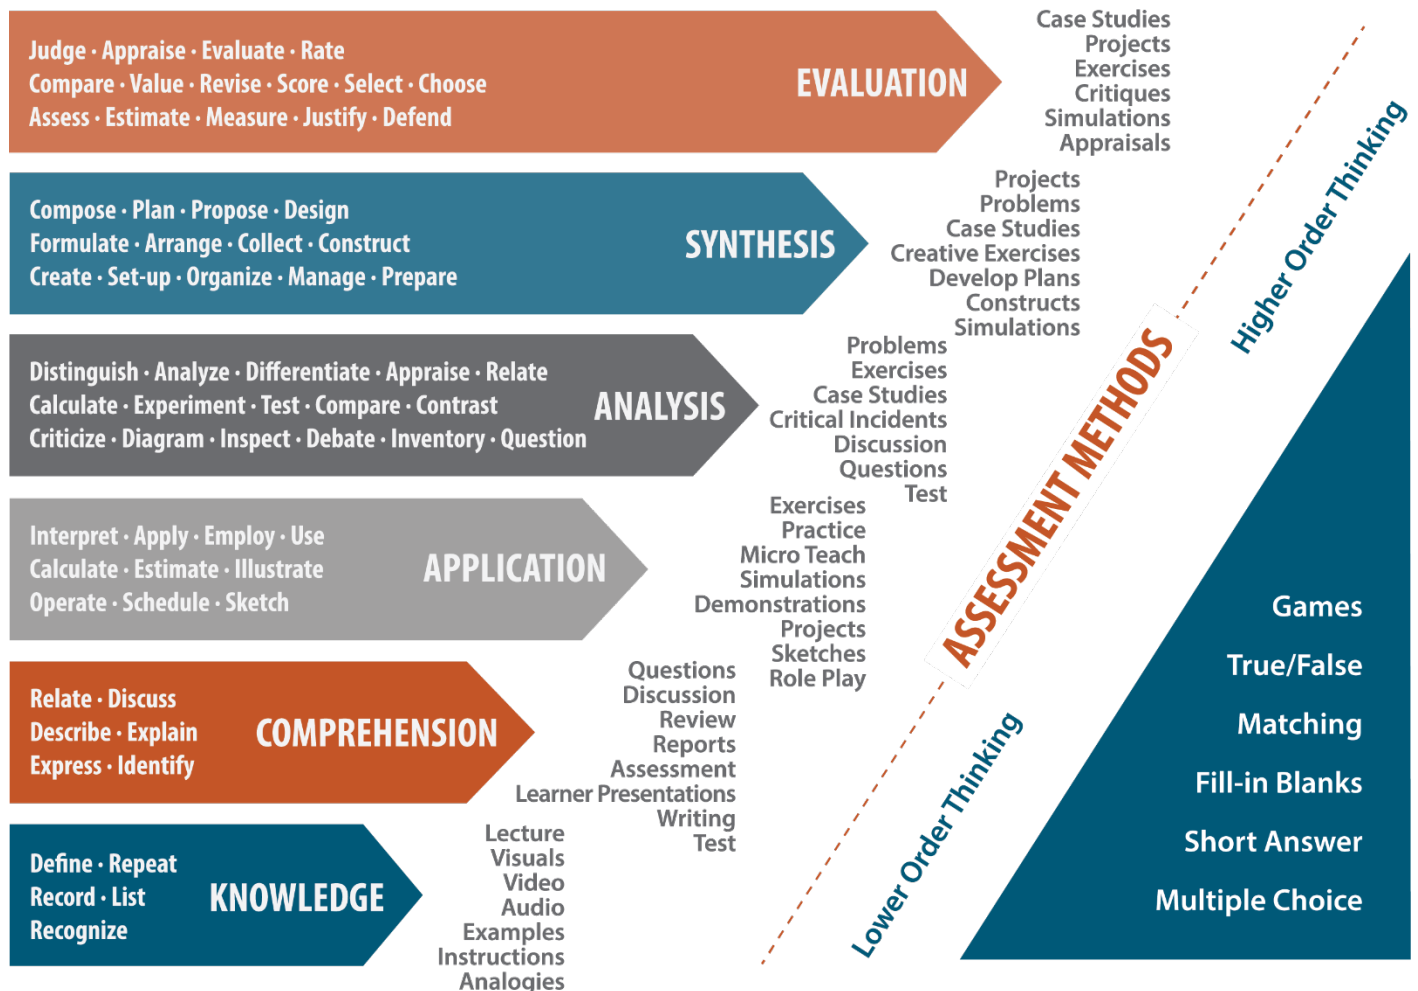 Judge · Appraise · Evaluate · Rate
Compare · Value · Revise · Score · Select · Choose
Assess · Estimate · Measure · Justify · Defend
EVALUATION
Case Studies
Projects
Exercises
Critiques
Simulations
Appraisals
Compose · Plan · Propose · Design
Formulate · Arrange · Collect · Construct
Create · Set-up · Organize · Manage · Prepare
SYNTHESIS
Projects
Problems
Case Studies
Creative Exercises
Develop Plans
Constructs
Simulations
Distinguish · Analyze · Differentiate · Appraise · Relate
Calculate · Experiment · Test · Compare · Contrast
Criticize · Diagram · Inspect · Debate · Inventory · Question
ANALYSIS
Problems
Exercises
Case Studies
Critical Incidents
Discussion
Questions
Test
Interpret · Apply · Employ · Use
Calculate · Estimate · Illustrate
Operate · Schedule · Sketch
APPLICATION
Exercises
Practice
Micro Teach
Simulations
Demonstrations
Projects
Sketches
Role Play
Relate · Discuss
Describe · Explain
Express · Identify
COMPREHENSION
Questions
Discussion
Review
Reports
Assessment
Learner Presentations
Writing
Test
Define · Repeat
Record · List
Recognize
KNOWLEDGE
Lecture
Visuals
Video
Audio
Examples
Instructions
Analogies
ASSESSMENT METHODS
Higher Order Thinking
Lower Order Thinking
Games
True/False
Matching
Fill-in Blanks
Short Answer
Multiple Choice